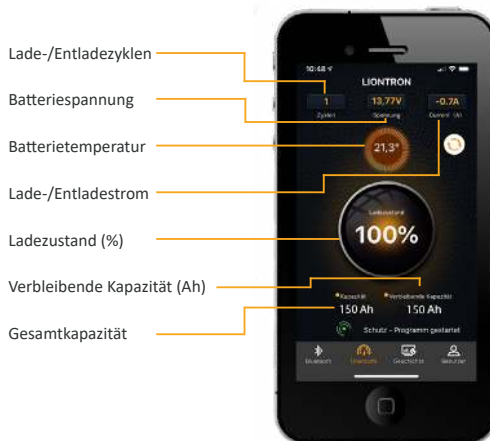 Lade-/Entladezyklen
Batteriespannung
Batterietemperatur
Lade-/Entladestrom
Ladezustand (%)
Verbleibende Kapazität (Ah)
Gesamtkapazität
10:48
LIONTRON
1 13,77V -0.7A
Zyklen Spannung Current (A)
21,3°
Ladezustand
100%
Kapazität Verbleibende Kapazität
150 Ah 150 Ah
Schutz - Programm gestartet
Bluetooth Übersicht Geschichte Benutzer